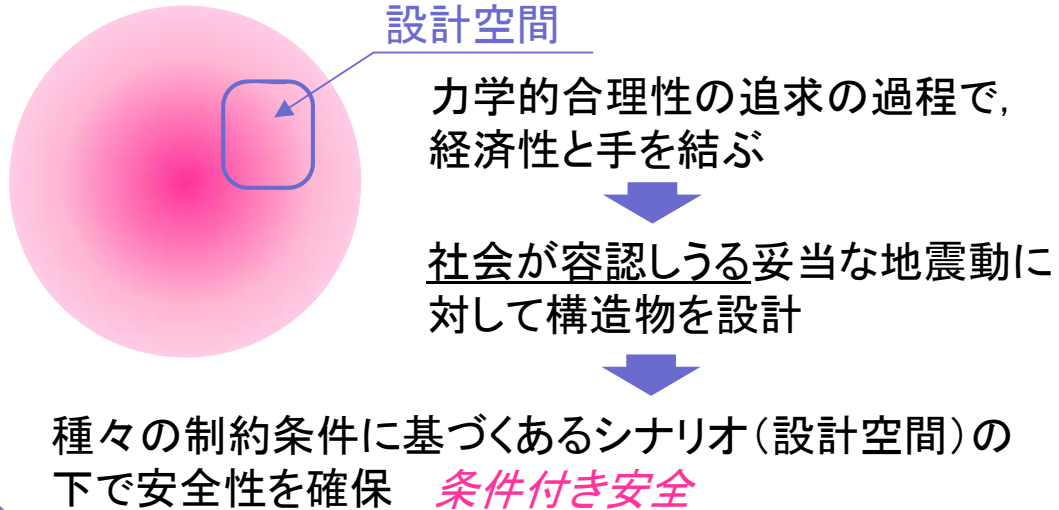 設計空間
力学的合理性の追求の過程で,
経済性と手を結ぶ
社会が容認しうる妥当な地震動に
対して構造物を設計
種々の制約条件に基づくあるシナリオ（設計空間）の
下で安全性を確保　条件付き安全